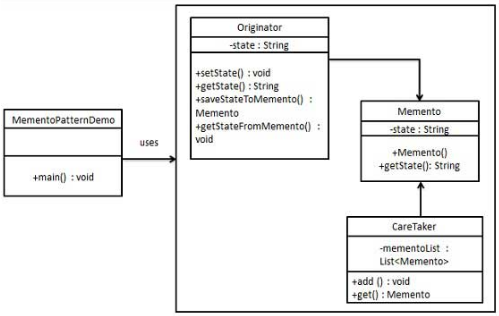 Originator
-state : String
+setState() : void
+getState() : String
+saveStateToMemento() :
Memento
+getStateFromMemento() :
void
MementoPatternDemo
+main() : void
uses
Memento
-state : String
+Memento()
+getState(): String
CareTaker
-mementoList :
List<Memento>
+add () : void
+get() : Memento